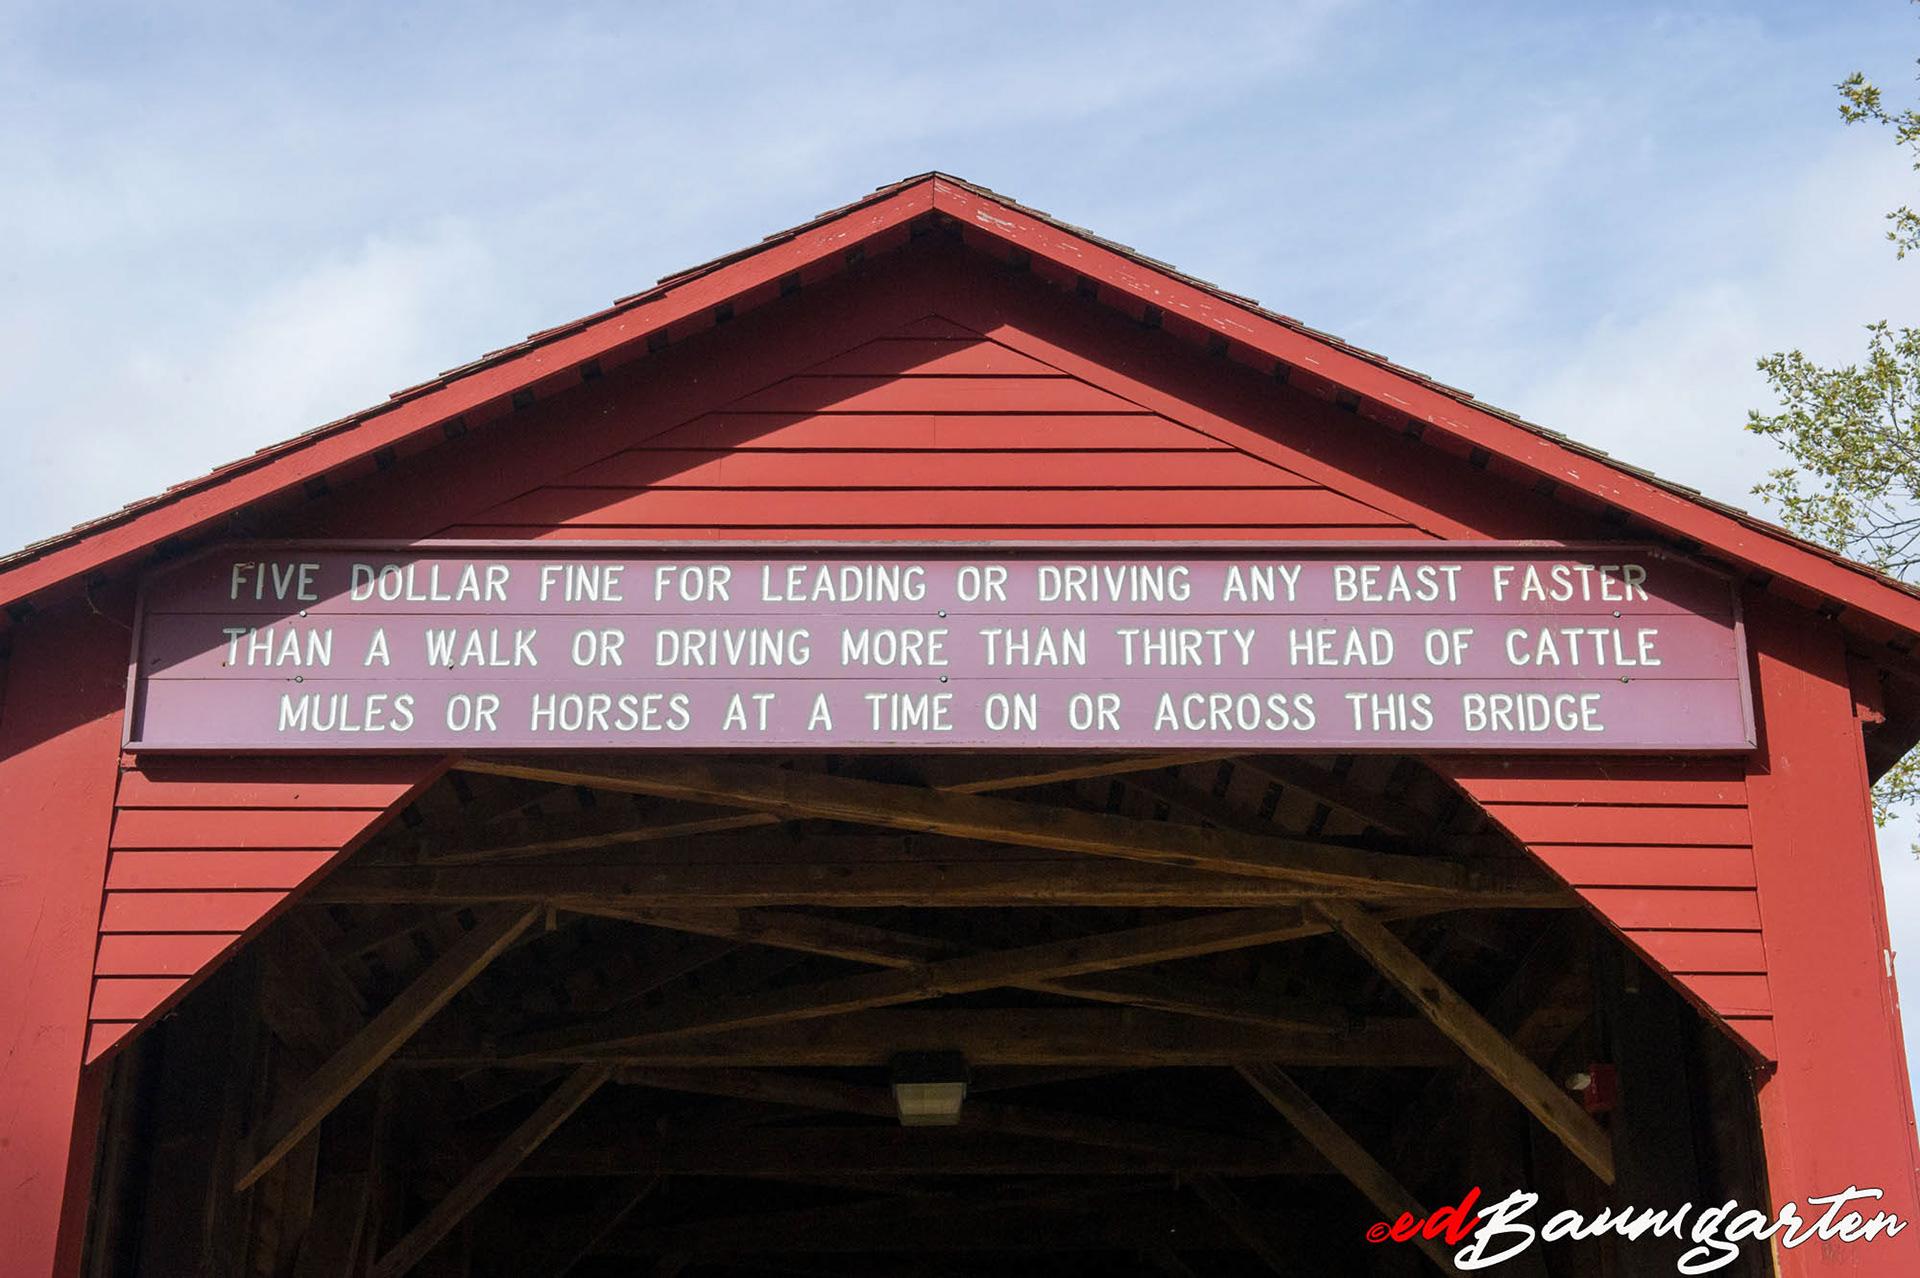 FIVE DOLLAR FINE FOR LEADING OR DRIVING ANY BEAST FASTER
THAN A WALK OR DRIVING MORE THAN THIRTY HEAD OF CATTLE
MULES OR HORSES AT A TIME ON OR ACROSS THIS BRIDGE
©edBaumgarten